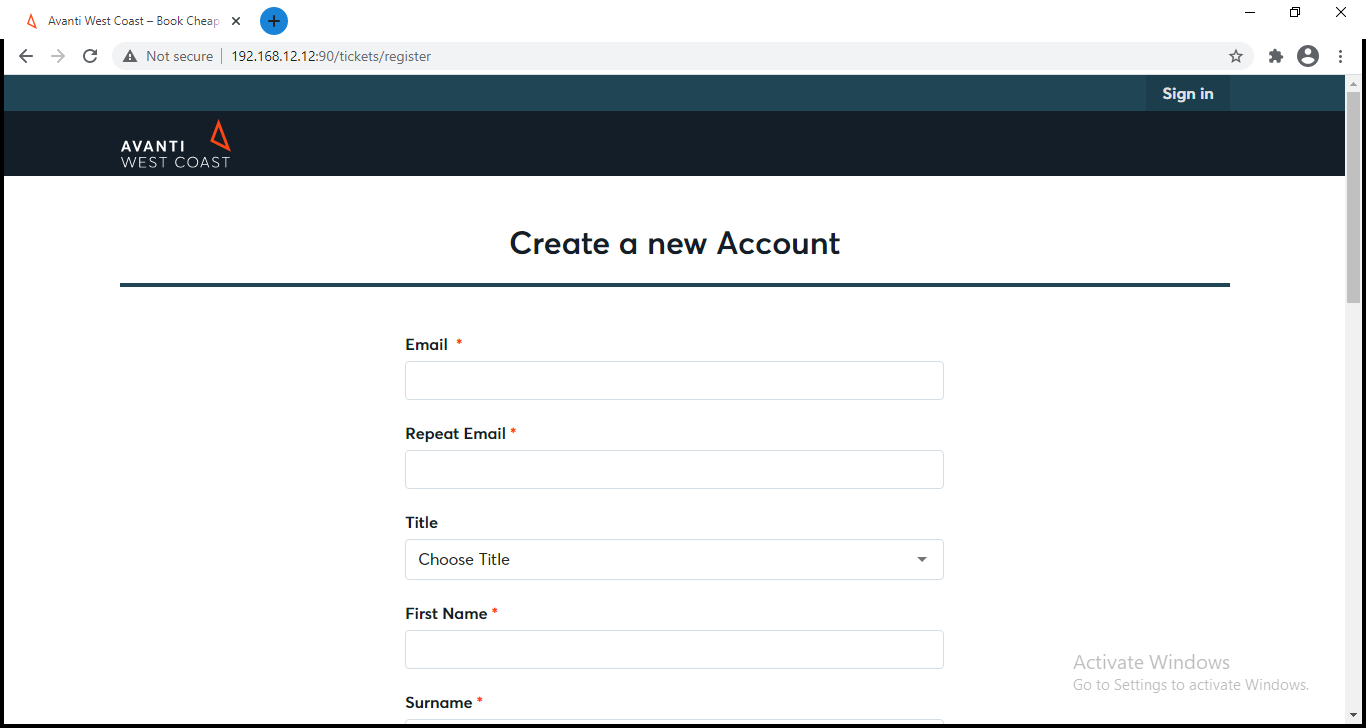 Avanti West Coast – Book Cheap
Not secure
192.168.12.12:90/tickets/register
Sign in
AVANTI
WEST COAST
Create a new Account
Email *
Repeat Email *
Title
Choose Title
First Name *
Surname *
Activate Windows
Go to Settings to activate Windows.